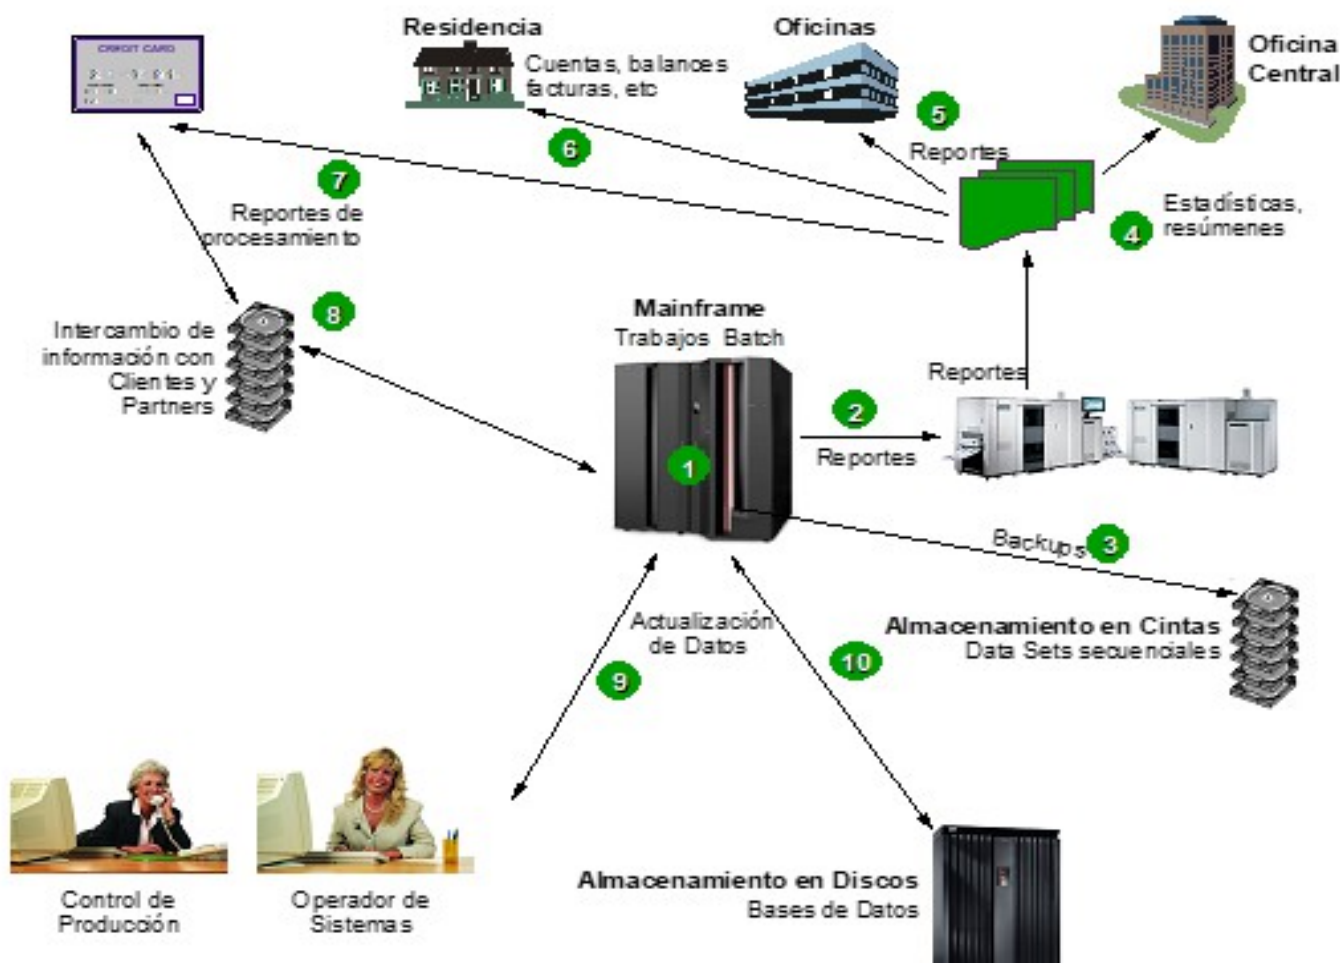 CREDIT CARD
Residencia
Cuentas, balances
facturas, etc
Oficinas
Oficina
Central
5
Reportes
6
7
Reportes de
procesamiento
4
Estadísticas,
resúmenes
8
Intercambio de
información con
Clientes y
Partners
Mainframe
Trabajos Batch
1
2
Reportes
Reportes
Backups
3
Almacenamiento en Cintas
Data Sets secuenciales
Actualización
de Datos
9
10
Control de
Producción
Operador de
Sistemas
Almacenamiento en Discos
Bases de Datos